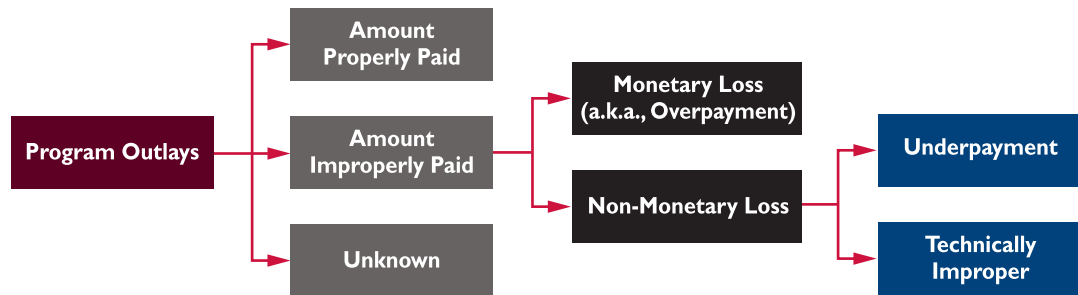 Program Outlays
Amount
Properly Paid
Amount
Improperly Paid
Unknown
Monetary Loss
(a.k.a., Overpayment)
Non-Monetary Loss
Underpayment
Technically
Improper